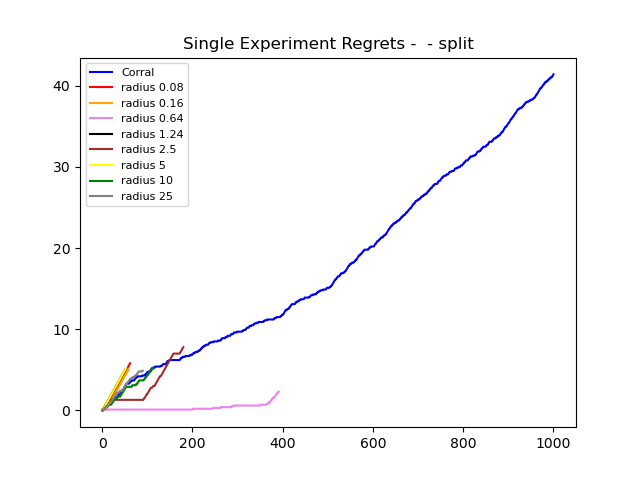 Single Experiment Regrets -  - split
Corral
radius 0.08
radius 0.16
radius 0.64
radius 1.24
radius 2.5
radius 5
radius 10
radius 25
40
30
20
10
0
0 200 400 600 800 1000